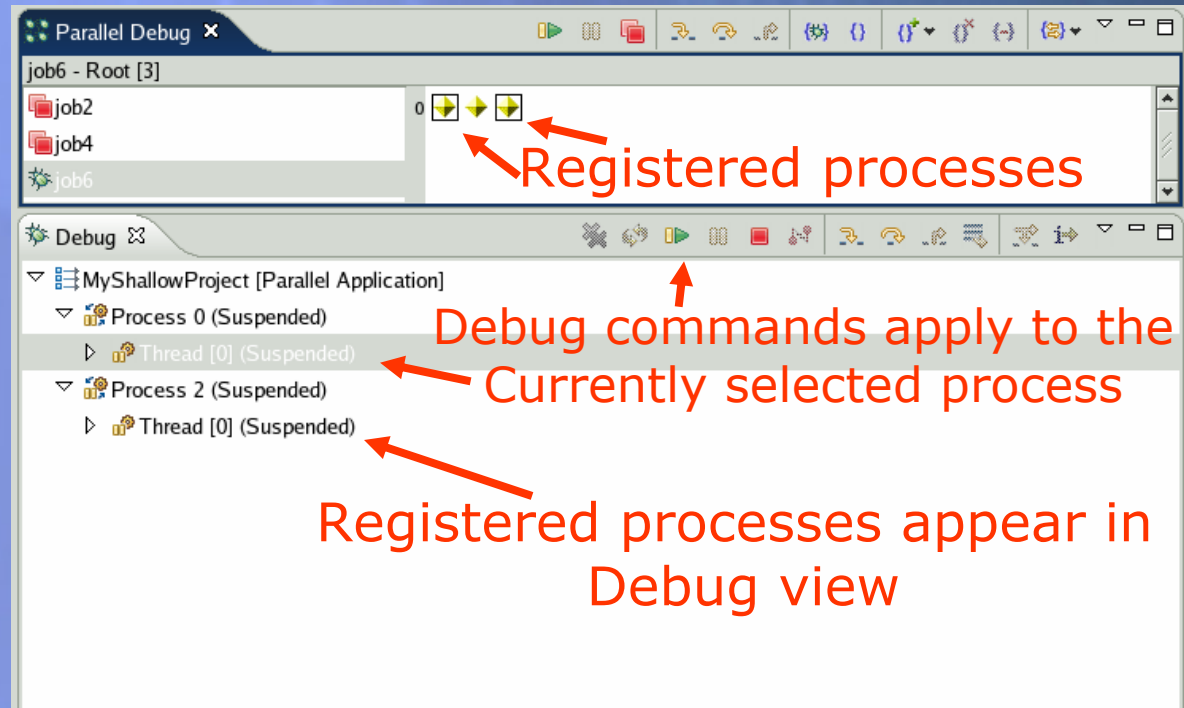 Parallel Debug
job6 - Root [3]
job2
0
job4
job6
Registered processes
Debug
MyShallowProject [Parallel Application]
Process 0 (Suspended)
Thread [0] (Suspended)
Process 2 (Suspended)
Thread [0] (Suspended)
Debug commands apply to the
Currently selected process
Registered processes appear in
Debug view